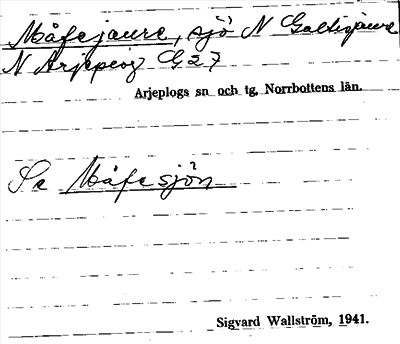 Måfejaure, sjö N Galtisjaure
N Arjeplog G 27
Arjeplogs sn och tg, Norrbottens län.
Se Måfesjön
Sigvard Wallström, 1941.